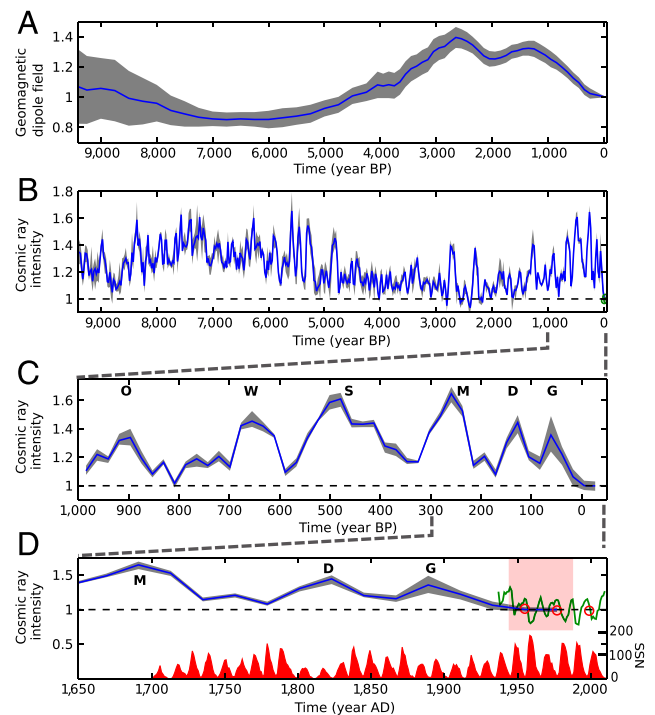 A
Geomagnetic
dipole field
1.4
1.2
1
0.8
9,000 8,000 7,000 6,000 5,000 4,000 3,000 2,000 1,000 0
Time (year BP)
B
Cosmic ray
intensity
1.8
1.6
1.4
1.2
1
9,000 8,000 7,000 6,000 5,000 4,000 3,000 2,000 1,000 0
Time (year BP)
C
Cosmic ray
intensity
1.6
1.4
1.2
1
O W S M D G
1,000 900 800 700 600 500 400 300 200 100 0
Time (year BP)
D
Cosmic ray
intensity
1.5
1
0.5
M D G
200
100
0
SSN
1,650 1,700 1,750 1,800 1,850 1,900 1,950 2,000
Time (year AD)